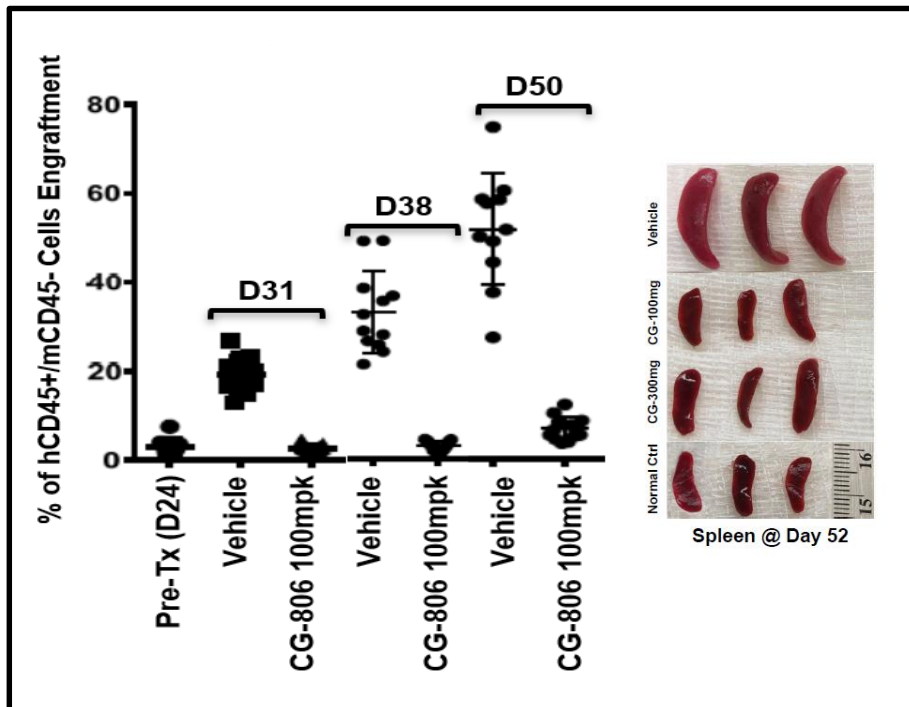 % of hCD45+/mCD45- Cells Engraftment
80
60
40
20
0
D31
D38
D50
Pre-Tx (D24)
Vehicle
CG-806 100mpk
Vehicle
CG-806 100mpk
Vehicle
CG-806 100mpk
Vehicle
CG-100mg
CG-300mg
Normal Ctrl
16
15
Spleen @ Day 52